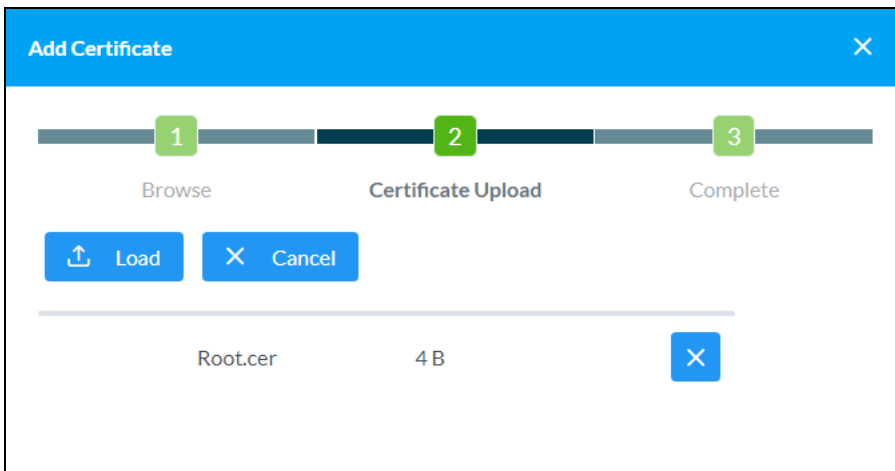 Add Certificate
1 2 3
Browse Certificate Upload Complete
Load Cancel
Root.cer 4 B